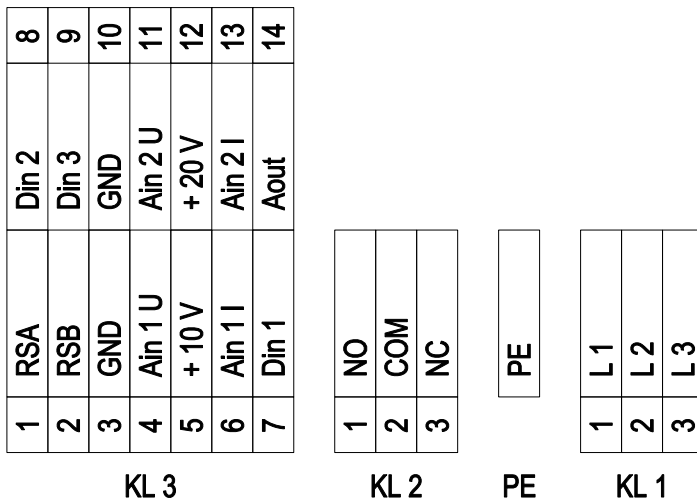 8 9 10 11 12 13 14
Din 2 Din 3 GND Ain 2 U + 20 V Ain 2 I Aout
RSA RSB GND Ain 1 U + 10 V Ain 1 I Din 1
1 2 3 4 5 6 7
NO COM NC
1 2 3
PE
L 1 L 2 L 3
1 2 3
KL 3 KL 2 PE KL 1